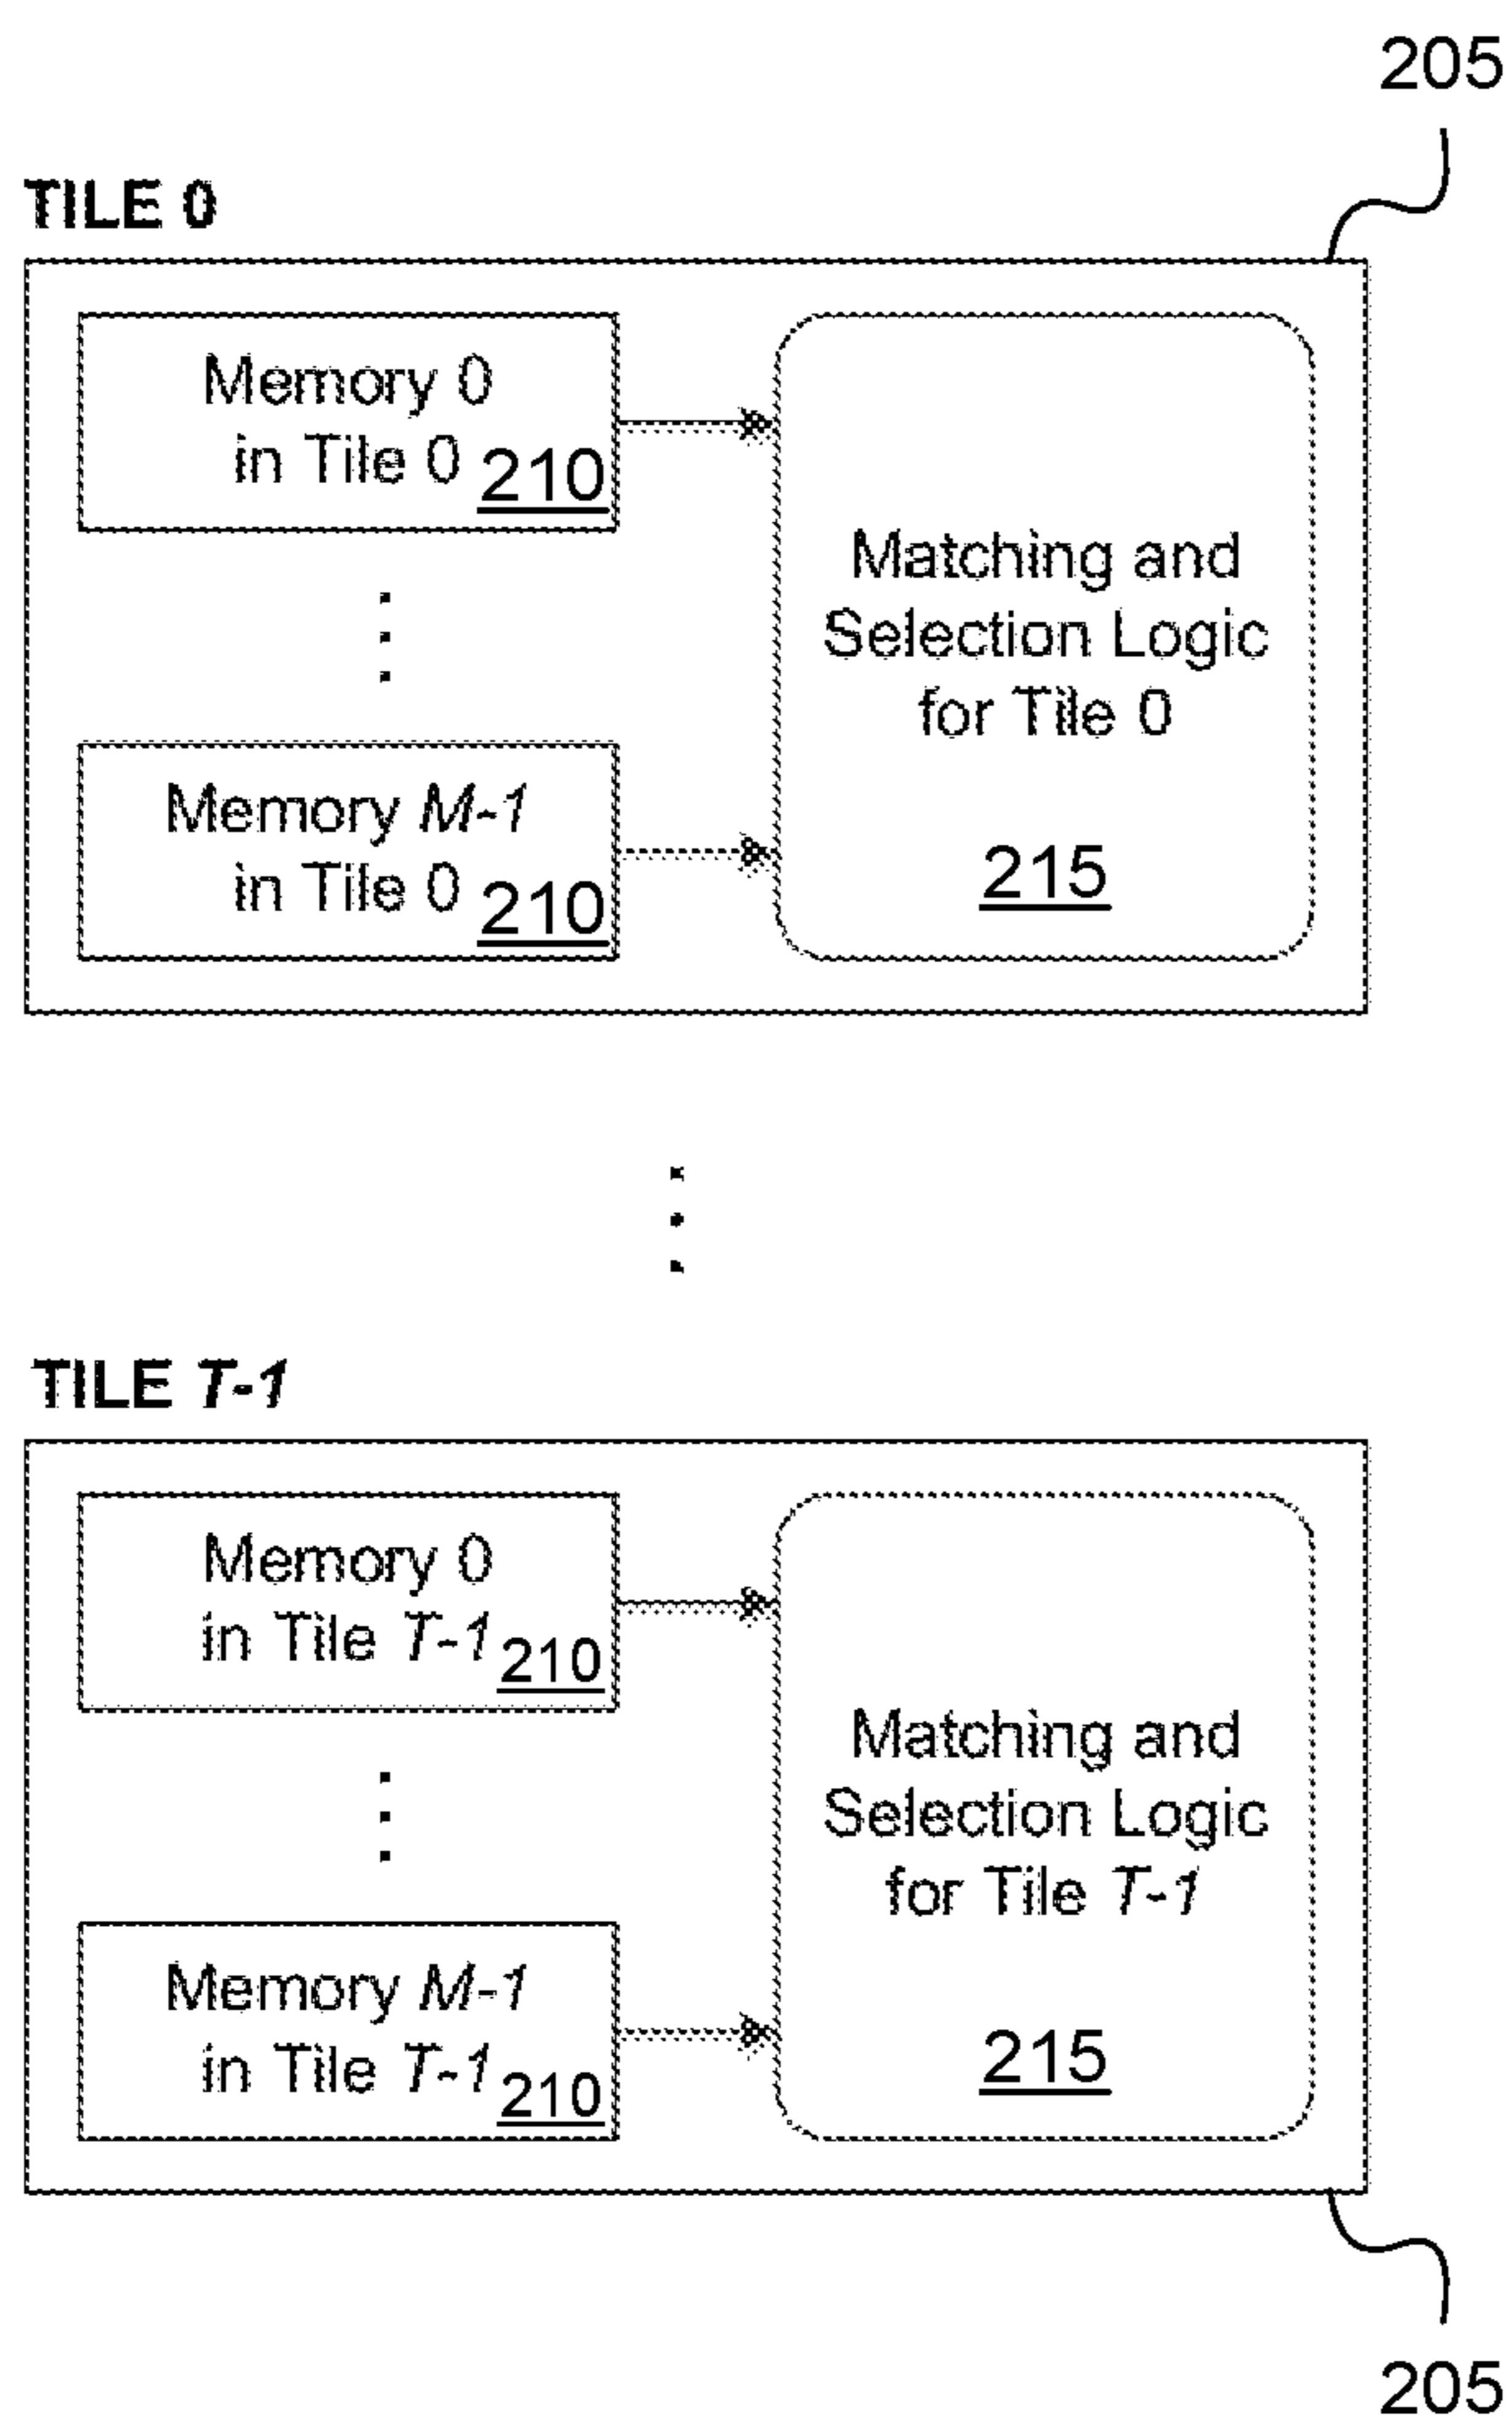 205
TILE 0
Memory 0
in Tile 0 210
Matching and
Selection Logic
for Tile 0
215
Memory M-1
in Tile 0 210
TILE T-1
Memory 0
in Tile T-1 210
Matching and
Selection Logic
for Tile T-1
215
Memory M-1
in Tile T-1 210
205